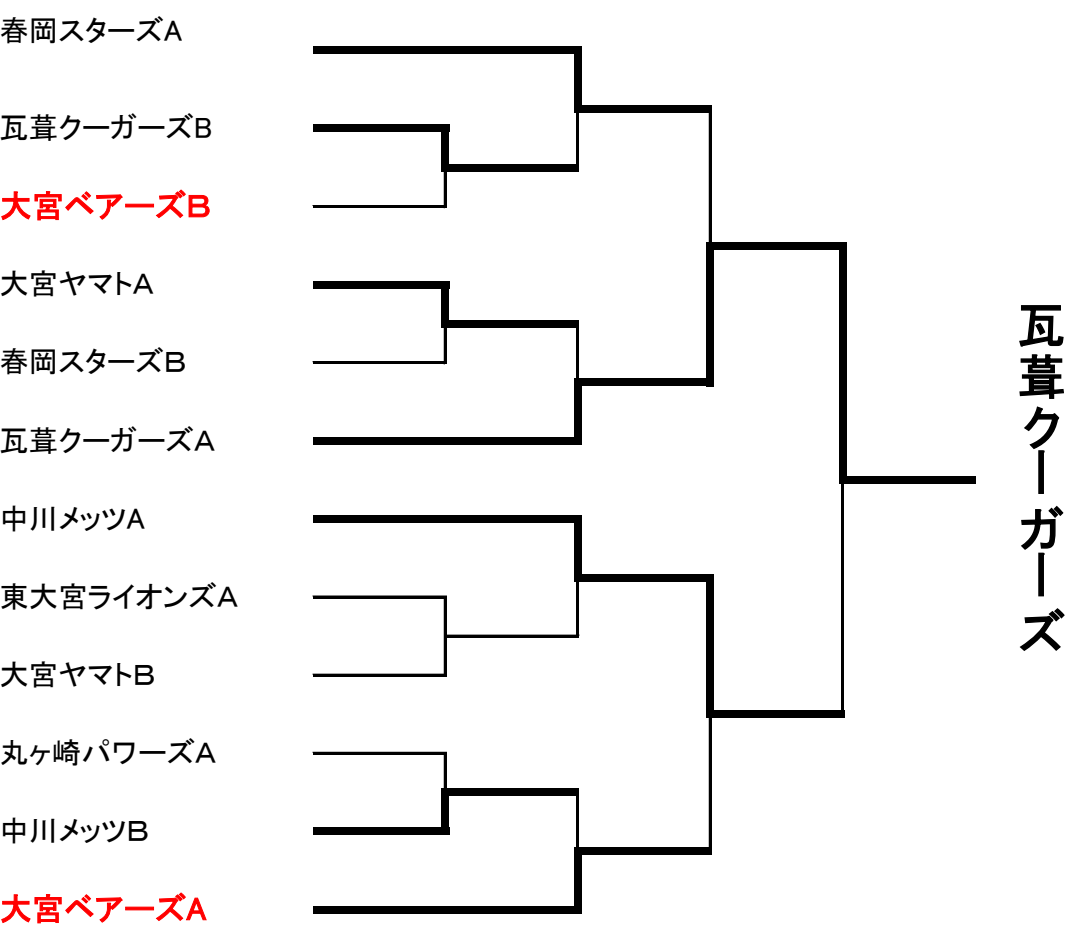 春岡スターズA
瓦葺クーガーズB
大宮ベアーズB
大宮ヤマトA
春岡スターズB
瓦葺クーガーズA
中川メッツA
東大宮ライオンズA
大宮ヤマトB
丸ヶ崎パワーズA
中川メッツB
大宮ベアーズA
瓦葺クーガーズ